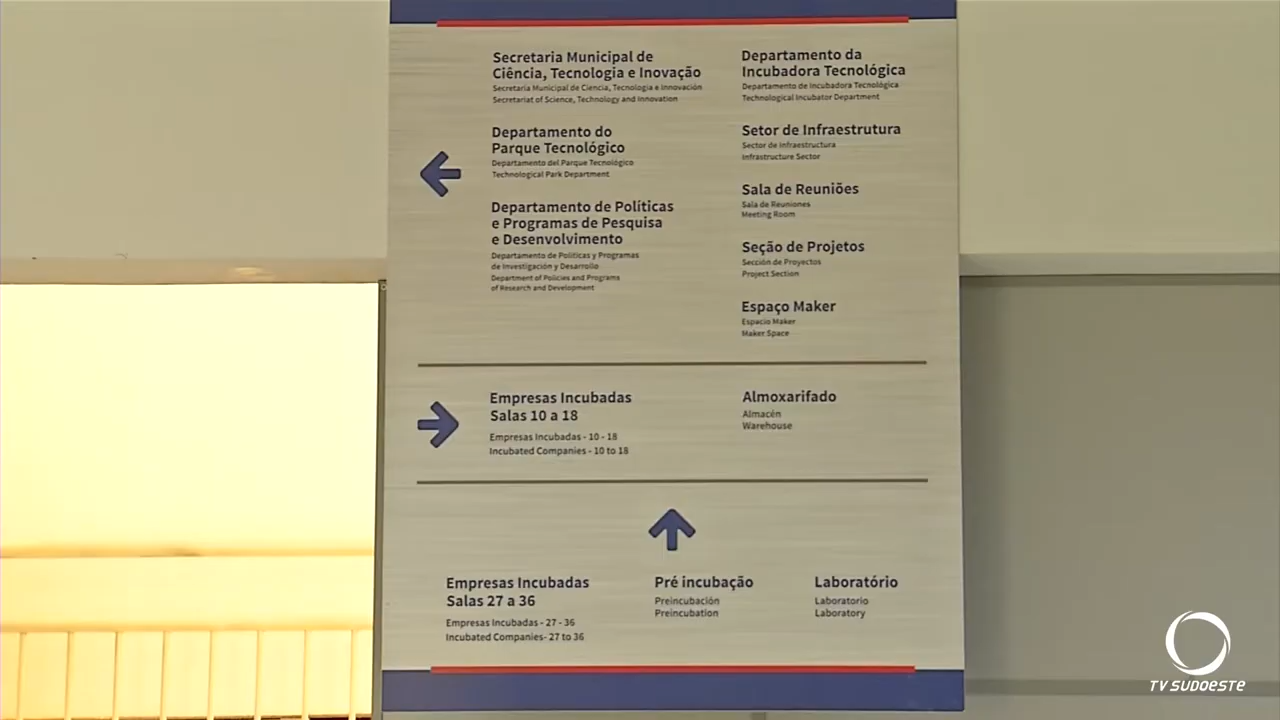 Secretaria Municipal de
Ciência, Tecnologia e Inovação
Secretaria Municipal de Ciencia, Tecnologia e Innovación
Secretariat of Science, Technology and Innovation
Departamento do
Parque Tecnológico
Departamento del Parque Tecnológico
Technological Park Department
Departamento de Políticas
e Programas de Pesquisa
e Desenvolvimento
Departamento de Políticas y Programas
de Investigación y Desarrollo
Department of Policies and Programs
of Research and Development
Departamento da
Incubadora Tecnológica
Departamento de Incubadora Tecnológica
Technological Incubator Department
Setor de Infraestrutura
Sector de Infraestructura
Infrastructure Sector
Sala de Reuniões
Sala de Reuniones
Meeting Room
Seção de Projetos
Sección de Proyectos
Project Section
Espaço Maker
Espacio Maker
Maker Space
Empresas Incubadas
Salas 10 a 18
Empresas Incubadas - 10 - 18
Incubated Companies - 10 to 18
Almoxarifado
Almacén
Warehouse
Empresas Incubadas
Salas 27 a 36
Empresas Incubadas - 27 - 36
Incubated Companies- 27 to 36
Pré incubação
Preincubación
Preincubation
Laboratório
Laboratorio
Laboratory
TV SUDOESTE